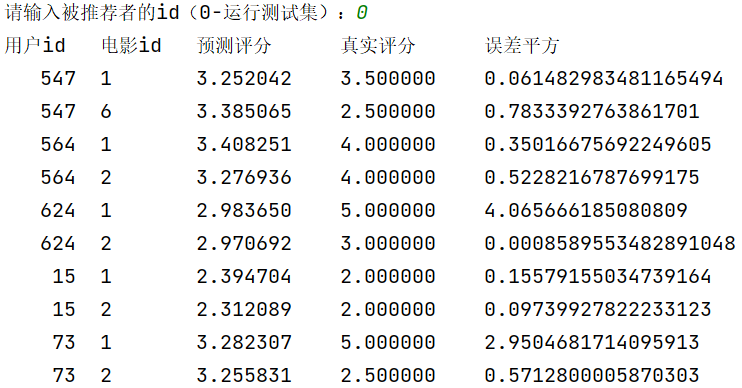 请输入被推荐者的id（0-运行测试集）：0
用户id 电影id 预测评分 真实评分 误差平方
547 1 3.252042 3.500000 0.061482983481165494
547 6 3.385065 2.500000 0.7833392763861701
564 1 3.408251 4.000000 0.35016675692249605
564 2 3.276936 4.000000 0.5228216787699175
624 1 2.983650 5.000000 4.065666185080809
624 2 2.970692 3.000000 0.0008589553482891048
15 1 2.394704 2.000000 0.15579155034739164
15 2 2.312089 2.000000 0.09739927822233123
73 1 3.282307 5.000000 2.9504681714095913
73 2 3.255831 2.500000 0.5712800005870303